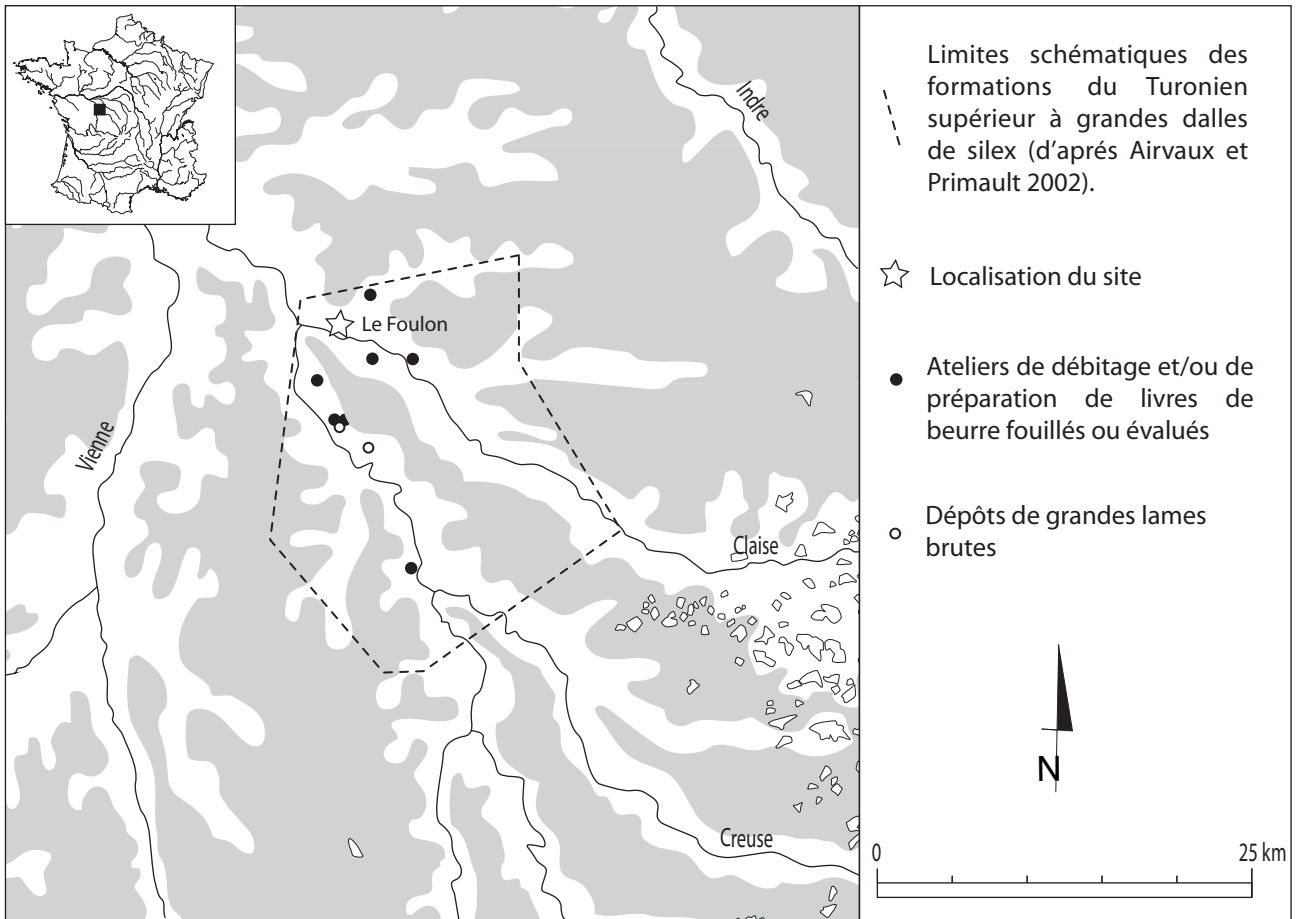 Indre
Vienne
Le Foulon
Claise
Creuse
Limites schématiques des
formations du Turonien
supérieur à grandes dalles
de silex (d'aprés Airvaux et
Primault 2002).
Localisation du site
Ateliers de débitage et/ou de
préparation de livres de
beurre fouillés ou évalués
Dépôts de grandes lames
brutes
N
0 25 km